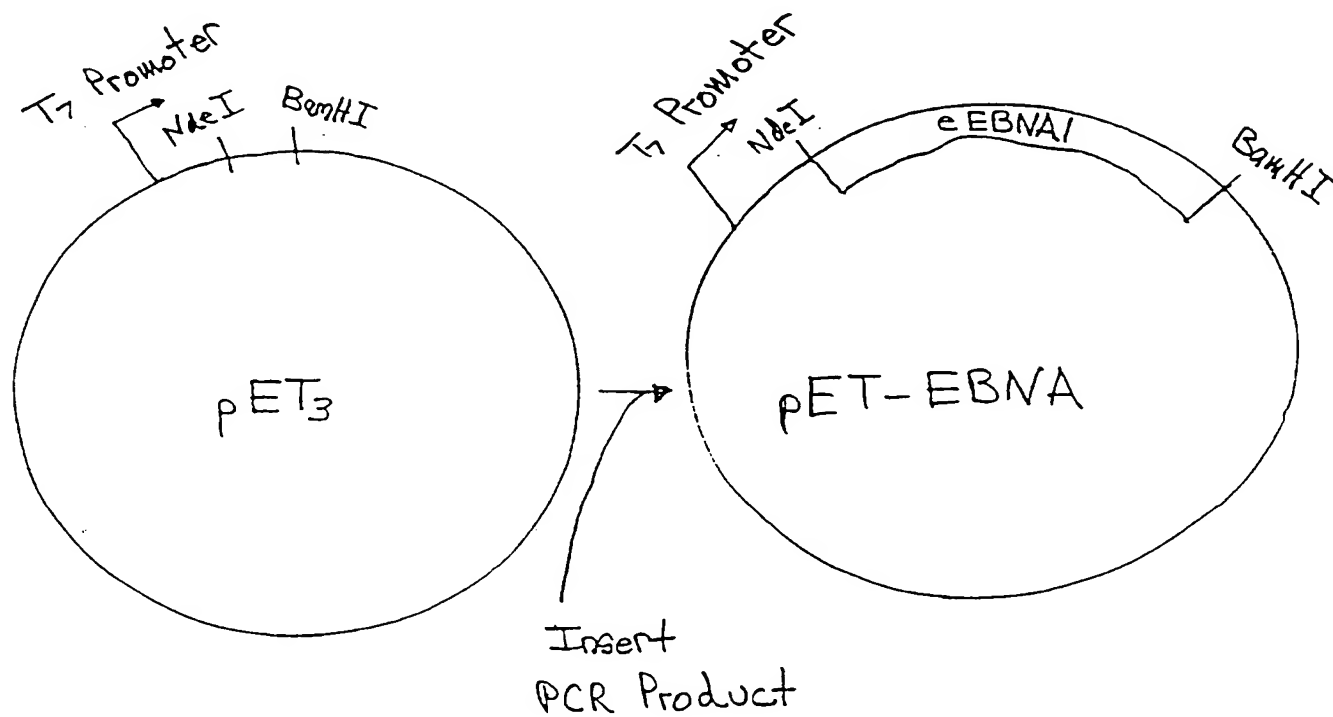 T7 Promoter
NdeI
BamHI
pET3
Insert
PCR Product
T7 Promoter
NdeI
eEBNA1
BamHI
pET-EBNA